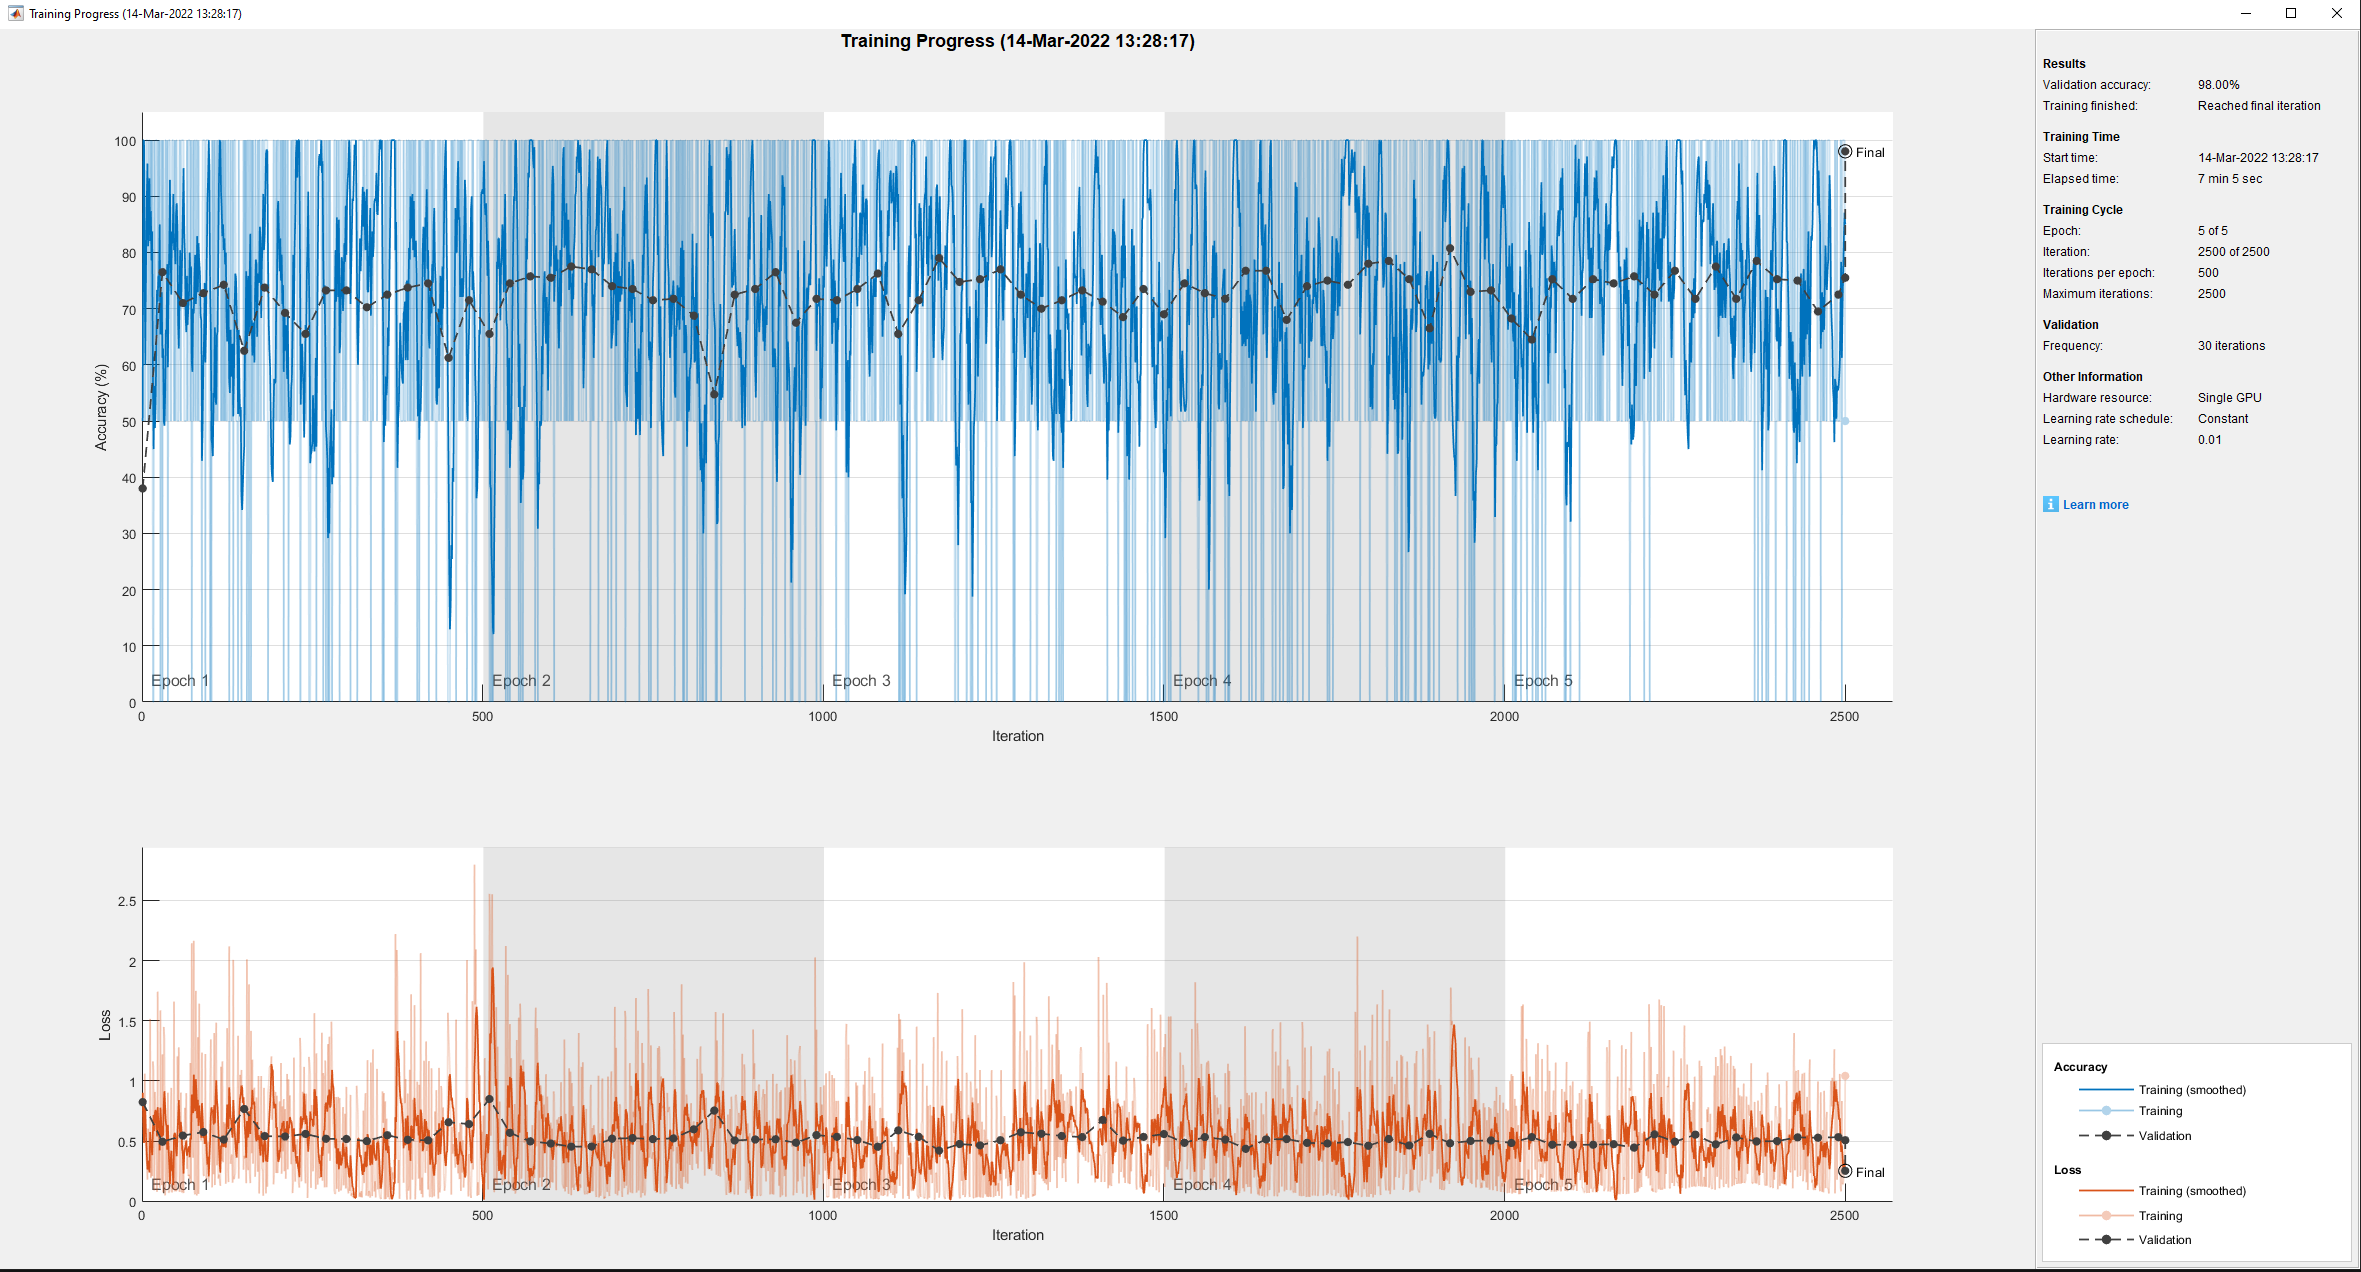 Training Progress (14-Mar-2022 13:28:17)
Training Progress (14-Mar-2022 13:28:17)
100
90
80
70
60
50
40
30
20
10
0
Accuracy (%)
Final
Epoch 1
Epoch 2
Epoch 3
Epoch 4
Epoch 5
0
500
1000
1500
2000
2500
Iteration
2.5
2
1.5
1
0.5
0
Loss
Final
Epoch 1
Epoch 2
Epoch 3
Epoch 4
Epoch 5
0
500
1000
1500
2000
2500
Iteration
Results
Validation accuracy: 98.00%
Training finished: Reached final iteration
Training Time
Start time: 14-Mar-2022 13:28:17
Elapsed time: 7 min 5 sec
Training Cycle
Epoch: 5 of 5
Iteration: 2500 of 2500
Iterations per epoch: 500
Maximum iterations: 2500
Validation
Frequency: 30 iterations
Other Information
Hardware resource: Single GPU
Learning rate schedule: Constant
Learning rate: 0.01
i Learn more
Accuracy
Training (smoothed)
Training
Validation
Loss
Training (smoothed)
Training
Validation